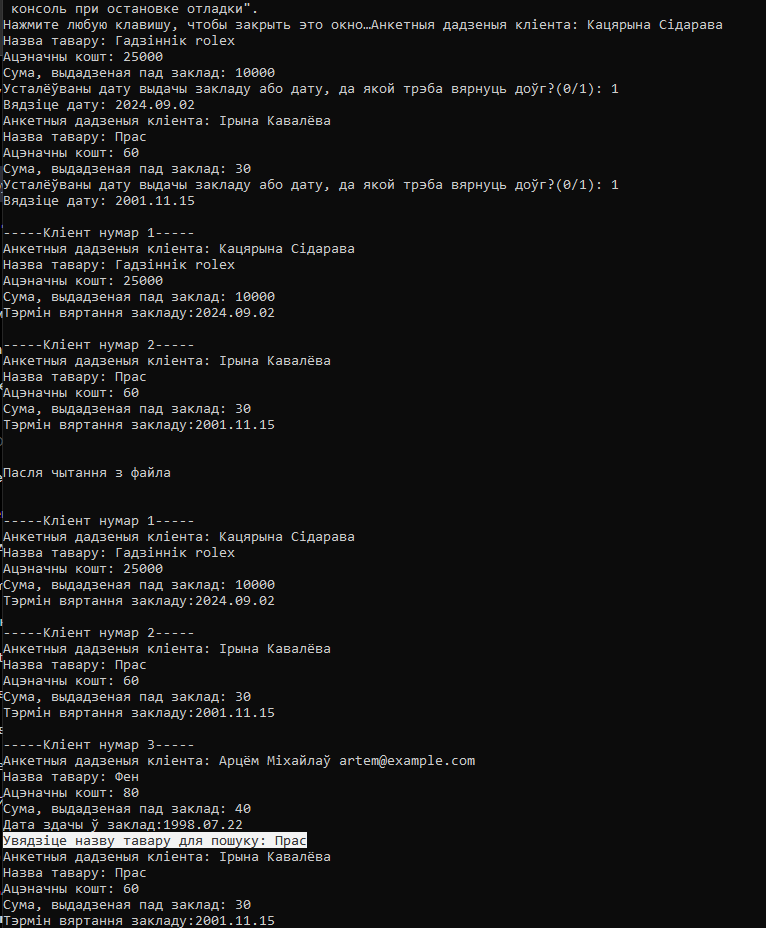 консоль при остановке отладки".
Нажмите любую клавишу, чтобы закрыть это окно…Анкетныя дадзеныя кліента: Кацярына Сідарава
Назва тавару: Гадзіннік rolex
Ацэначны кошт: 25000
Сума, выдадзеная пад заклад: 10000
Усталёўваны дату выдачы закладу або дату, да якой трэба вярнуць доўг?(0/1): 1
Вядзіце дату: 2024.09.02
Анкетныя дадзеныя кліента: Ірына Кавалёва
Назва тавару: Прас
Ацэначны кошт: 60
Сума, выдадзеная пад заклад: 30
Усталёўваны дату выдачы закладу або дату, да якой трэба вярнуць доўг?(0/1): 1
Вядзіце дату: 2001.11.15
-----Кліент нумар 1-----
Анкетныя дадзеныя кліента: Кацярына Сідарава
Назва тавару: Гадзіннік rolex
Ацэначны кошт: 25000
Сума, выдадзеная пад заклад: 10000
Тэрмін вяртання закладу:2024.09.02
-----Кліент нумар 2-----
Анкетныя дадзеныя кліента: Ірына Кавалёва
Назва тавару: Прас
Ацэначны кошт: 60
Сума, выдадзеная пад заклад: 30
Тэрмін вяртання закладу:2001.11.15
Пасля чытання з файла
-----Кліент нумар 1-----
Анкетныя дадзеныя кліента: Кацярына Сідарава
Назва тавару: Гадзіннік rolex
Ацэначны кошт: 25000
Сума, выдадзеная пад заклад: 10000
Тэрмін вяртання закладу:2024.09.02
-----Кліент нумар 2-----
Анкетныя дадзеныя кліента: Ірына Кавалёва
Назва тавару: Прас
Ацэначны кошт: 60
Сума, выдадзеная пад заклад: 30
Тэрмін вяртання закладу:2001.11.15
-----Кліент нумар 3-----
Анкетныя дадзеныя кліента: Арцём Міхайлаў artem@example.com
Назва тавару: Фен
Ацэначны кошт: 80
Сума, выдадзеная пад заклад: 40
Дата здачы ў заклад:1998.07.22
Увядзіце назву тавару для пошуку: Прас
Анкетныя дадзеныя кліента: Ірына Кавалёва
Назва тавару: Прас
Ацэначны кошт: 60
Сума, выдадзеная пад заклад: 30
Тэрмін вяртання закладу:2001.11.15